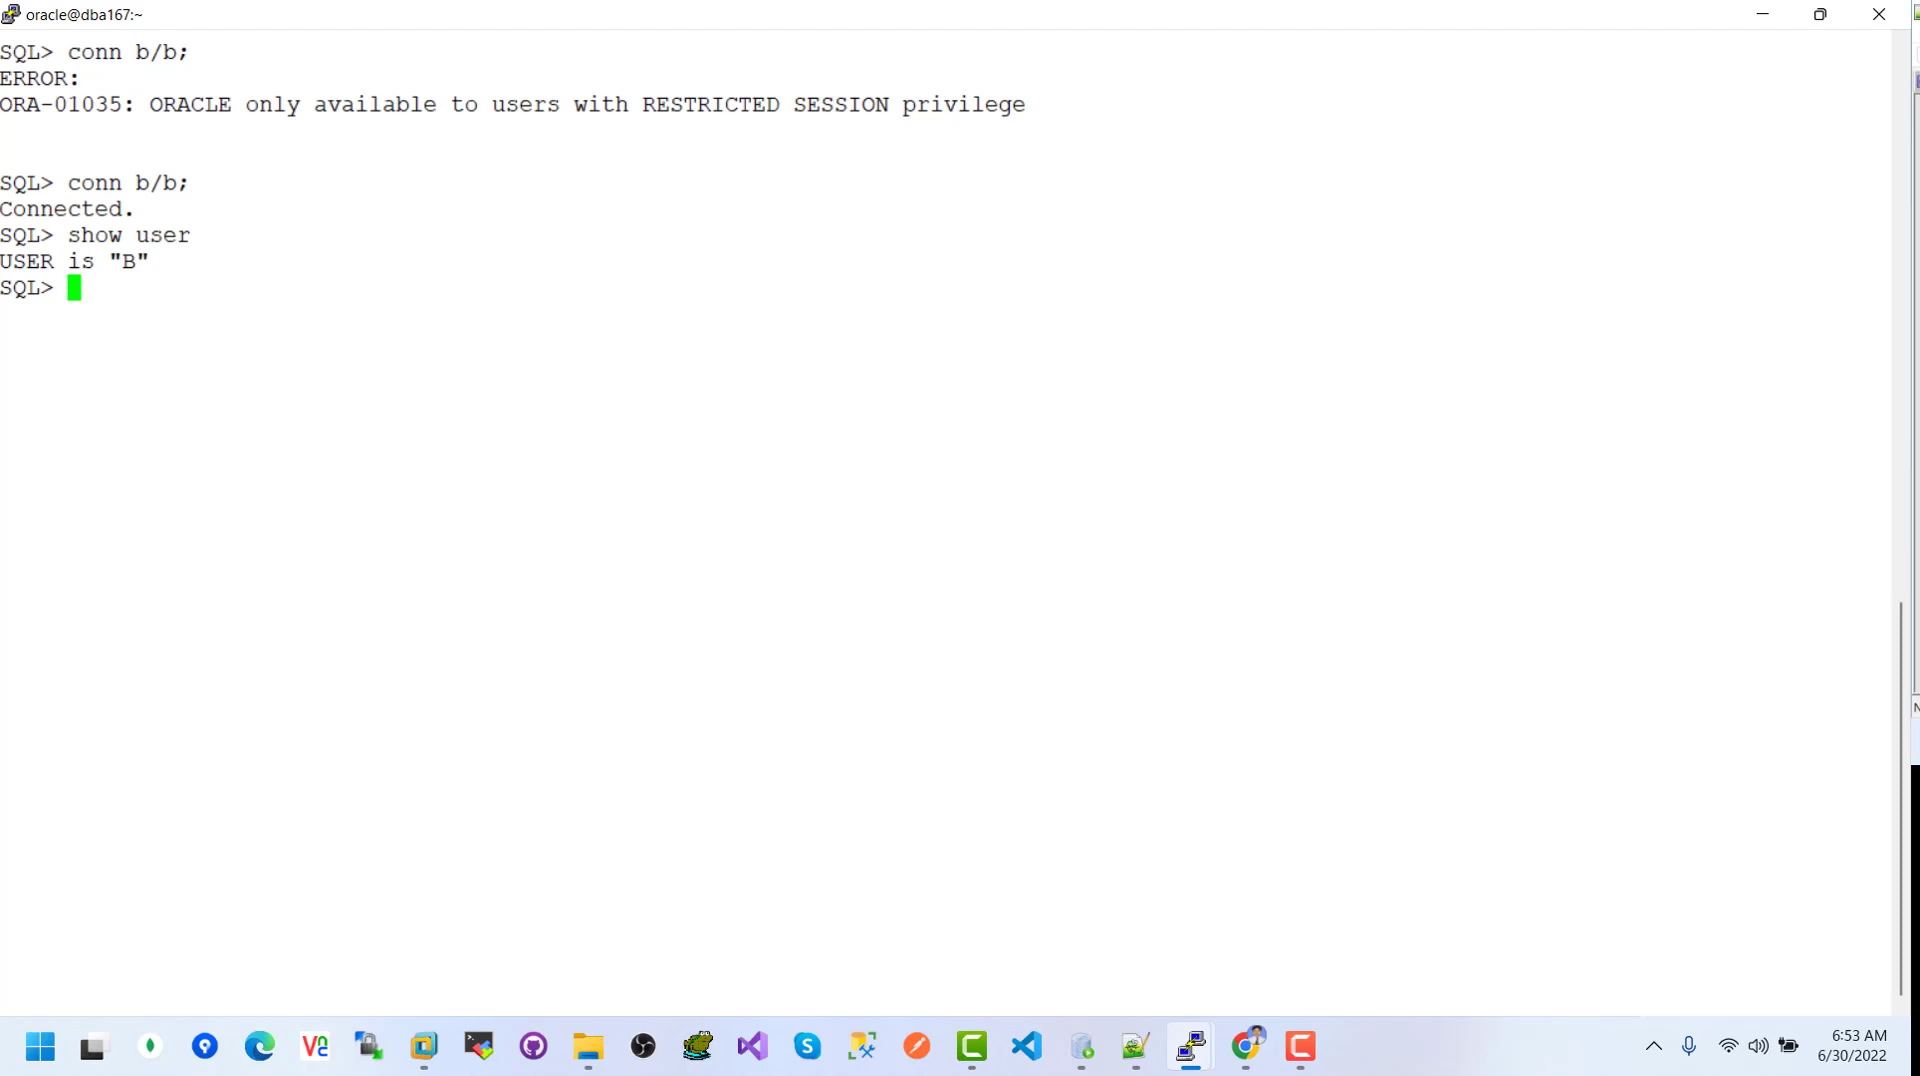 oracle@dba167:~
SQL> conn b/b;
ERROR:
ORA-01035: ORACLE only available to users with RESTRICTED SESSION privilege
SQL> conn b/b;
Connected.
SQL> show user
USER is "B"
SQL>
6:53 AM
6/30/2022